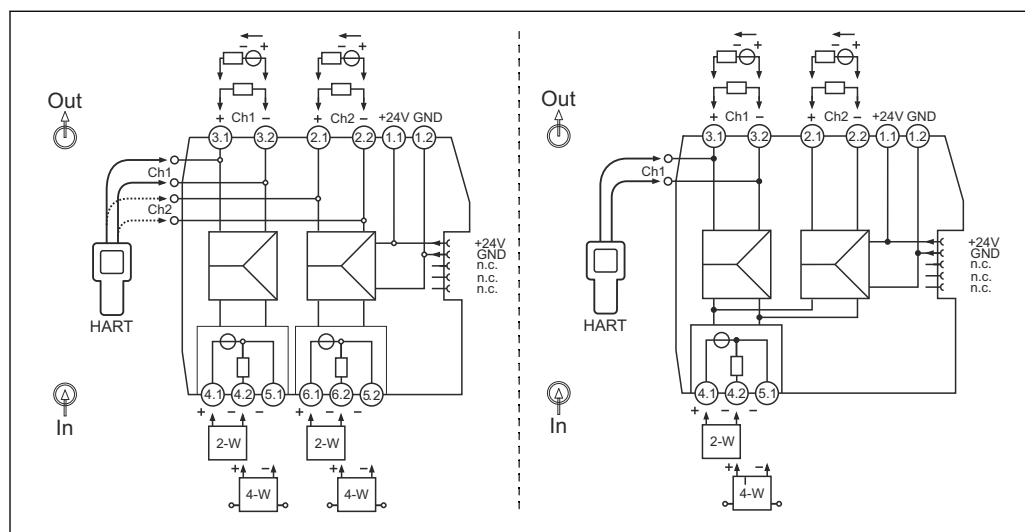 − +
− +
Out
+ Ch1 −
+ Ch2 −
+24V GND
3.1 3.2 2.1 2.2 1.1 1.2
Ch1
Ch2
+24V
GND
n.c.
n.c.
n.c.
HART
4.1 4.2 5.1 6.1 6.2 5.2
+ − −
+ − −
In
2-W
2-W
+ −
+ −
4-W
4-W
− +
− +
Out
+ Ch1 −
+ Ch2 −
+24V GND
3.1 3.2 2.1 2.2 1.1 1.2
Ch1
+24V
GND
n.c.
n.c.
n.c.
HART
4.1 4.2 5.1
+ − −
In
2-W
+ −
4-W